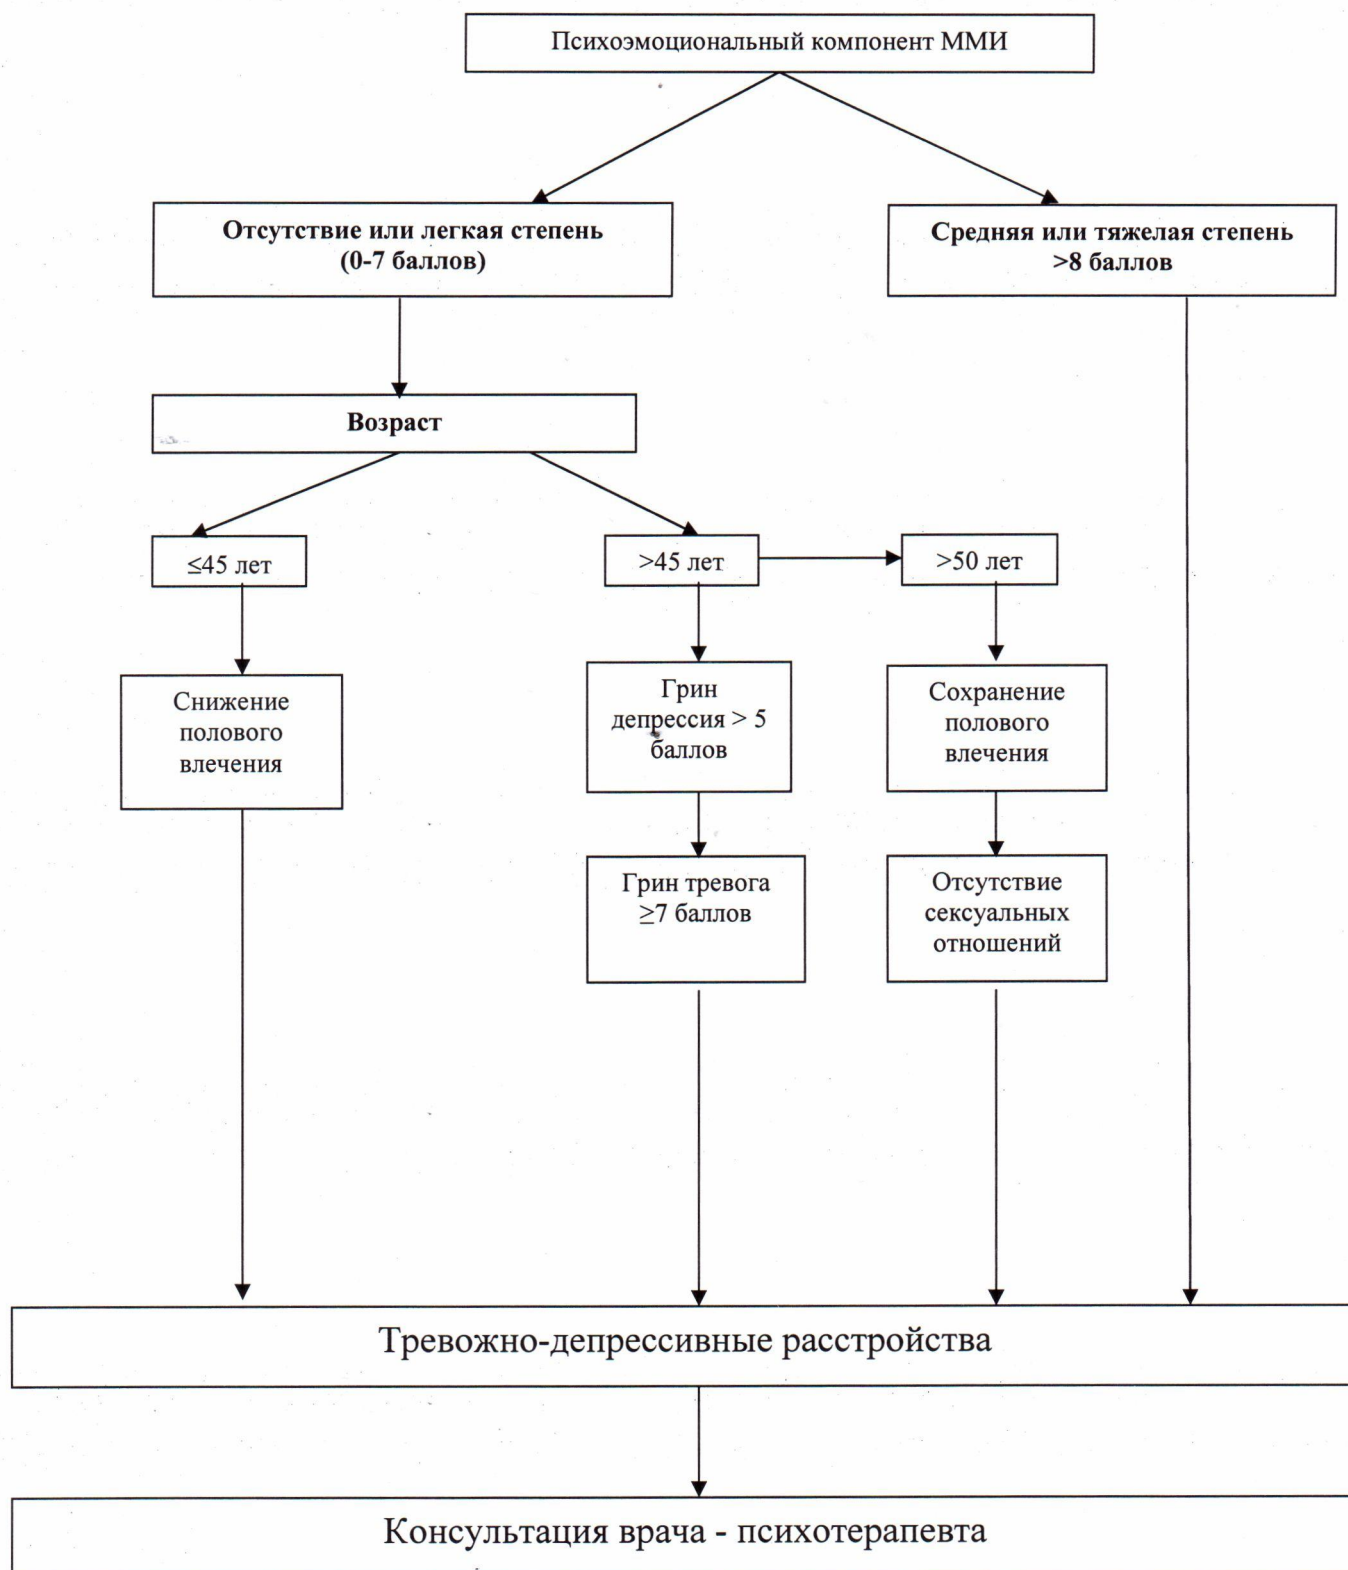 Психоэмоциональный компонент ММИ
Отсутствие или легкая степень
(0-7 баллов)
Средняя или тяжелая степень
>8 баллов
Возраст
≤45 лет
>45 лет
>50 лет
Снижение
полового
влечения
Грин
депрессия > 5
баллов
Сохранение
полового
влечения
Грин тревога
≥7 баллов
Отсутствие
сексуальных
отношений
Тревожно-депрессивные расстройства
Консультация врача - психотерапевта